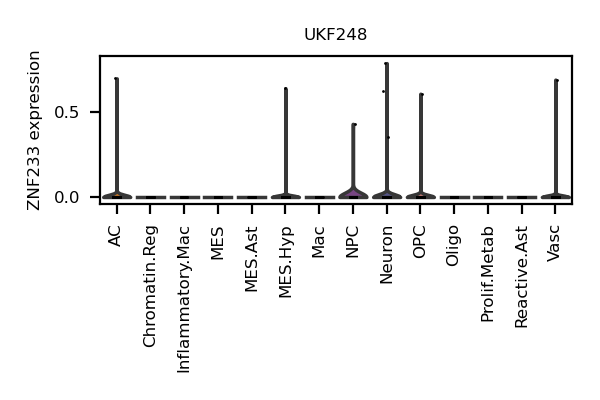 UKF248
ZNF233 expression
0.5
0.0
AC
Chromatin.Reg
Inflammatory.Mac
MES
MES.Ast
MES.Hyp
Mac
NPC
Neuron
OPC
Oligo
Prolif.Metab
Reactive.Ast
Vasc